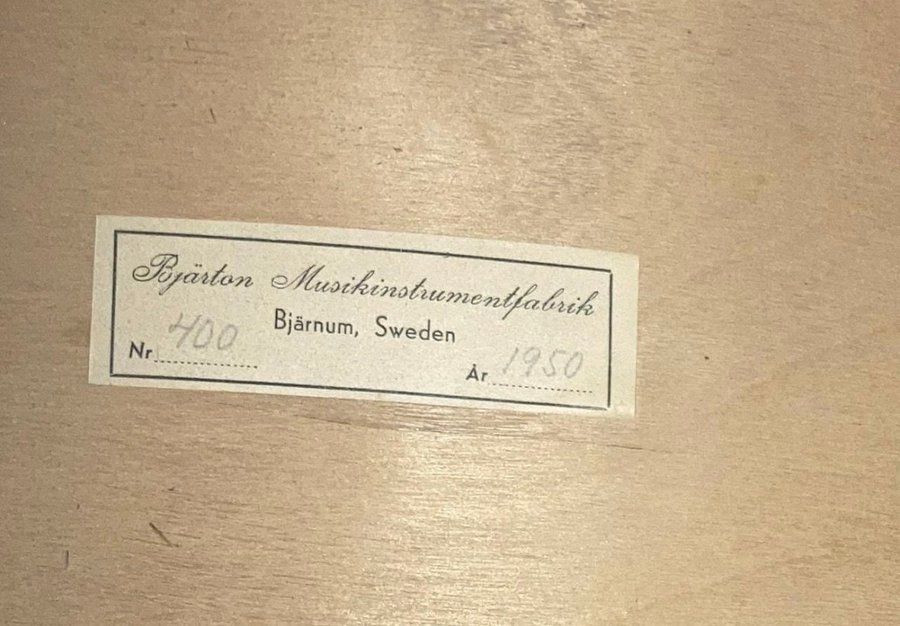 Bjärton Musikinstrumentfabrik
Bjärnum, Sweden
Nr 400 År 1950